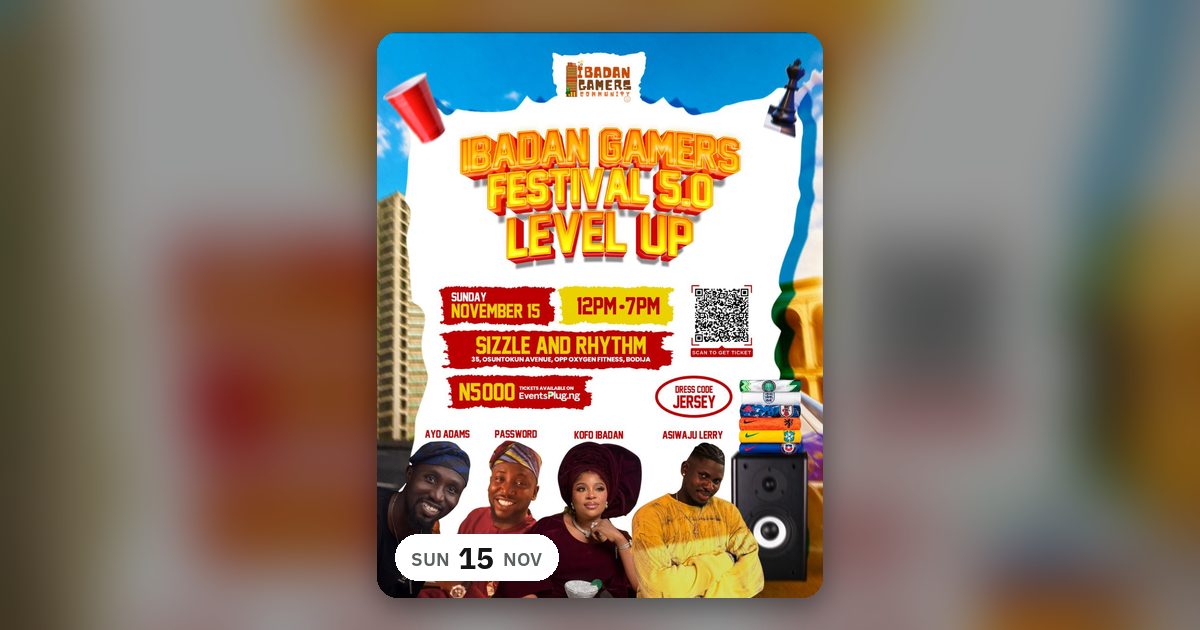 IBADAN
GAMERS
COMMUNITY
IBADAN GAMERS
FESTIVAL 5.0
LEVEL UP
SUNDAY
NOVEMBER 15
12PM-7PM
SCAN TO GET TICKET
SIZZLE AND RHYTHM
35, OSUNTOKUN AVENUE, OPP OXYGEN FITNESS, BODIJA
N5000
TICKETS AVAILABLE ON
EventsPlug.ng
DRESS CODE
JERSEY
AYO ADAMS
PASSWORD
KOFO IBADAN
ASIWAJU LERRY
SUN 15 NOV